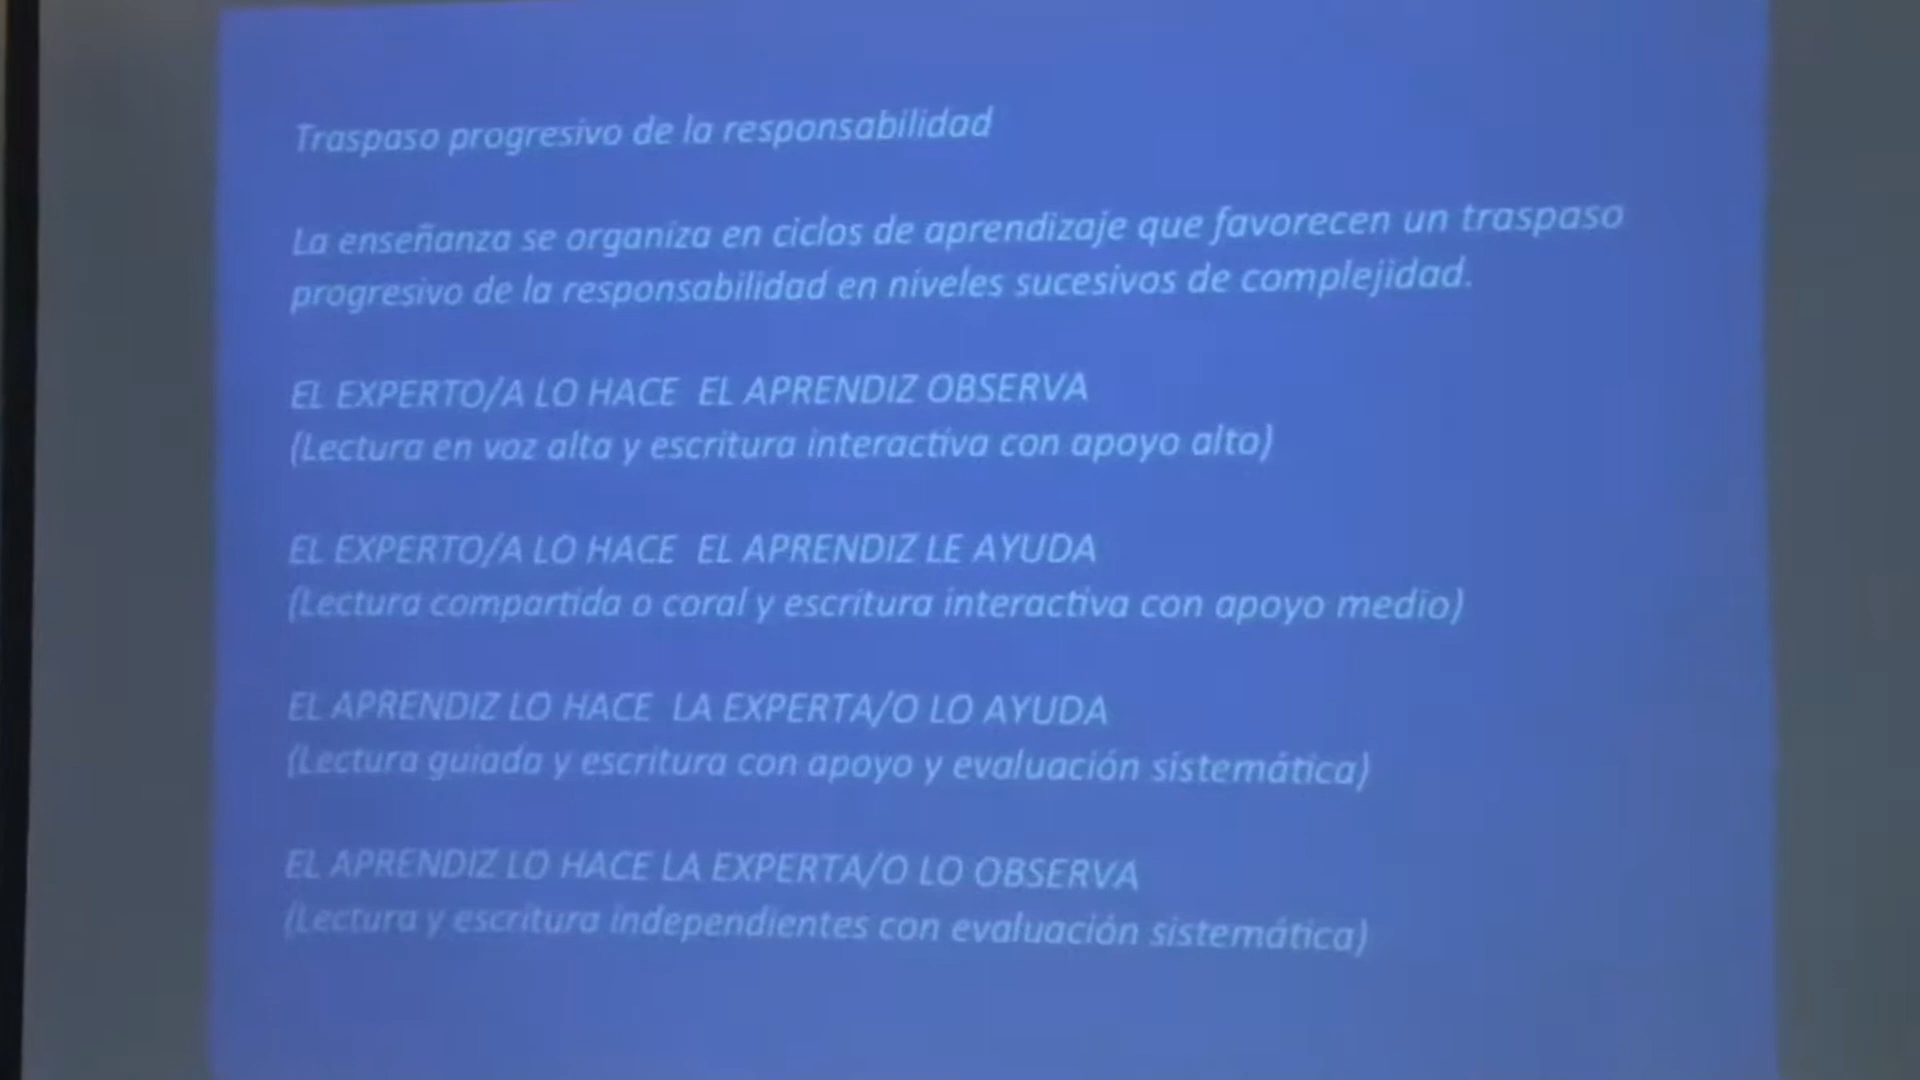 Traspaso progresivo de la responsabilidad
La enseñanza se organiza en ciclos de aprendizaje que favorecen un traspaso
progresivo de la responsabilidad en niveles sucesivos de complejidad.
EL EXPERTO/A LO HACE EL APRENDIZ OBSERVA
(Lectura en voz alta y escritura interactiva con apoyo alto)
EL EXPERTO/A LO HACE EL APRENDIZ LE AYUDA
(Lectura compartida o coral y escritura interactiva con apoyo medio)
EL APRENDIZ LO HACE LA EXPERTA/O LO AYUDA
(Lectura guiada y escritura con apoyo y evaluación sistemática)
EL APRENDIZ LO HACE LA EXPERTA/O LO OBSERVA
(Lectura y escritura independientes con evaluación sistemática)